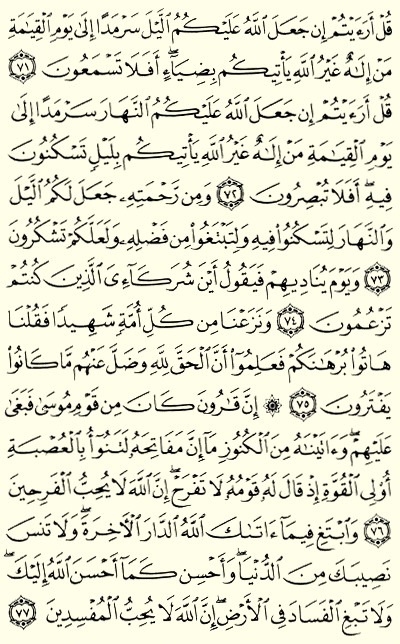 قُلْ أَرَءَيْتُمْ إِن جَعَلَ ٱللَّهُ عَلَيْكُمُ ٱلَّيْلَ سَرْمَدًا إِلَىٰ يَوْمِ ٱلْقِيَٰمَةِ
مَنْ إِلَٰهٌ غَيْرُ ٱللَّهِ يَأْتِيكُم بِضِيَآءٍ ۖ أَفَلَا تَسْمَعُونَ ٧١
قُلْ أَرَءَيْتُمْ إِن جَعَلَ ٱللَّهُ عَلَيْكُمُ ٱلنَّهَارَ سَرْمَدًا إِلَىٰ
يَوْمِ ٱلْقِيَٰمَةِ مَنْ إِلَٰهٌ غَيْرُ ٱللَّهِ يَأْتِيكُم بِلَيْلٍ تَسْكُنُونَ
فِيهِ ۖ أَفَلَا تُبْصِرُونَ ٧٢ وَمِن رَّحْمَتِهِۦ جَعَلَ لَكُمُ ٱلَّيْلَ
وَٱلنَّهَارَ لِتَسْكُنُوا۟ فِيهِ وَلِتَبْتَغُوا۟ مِن فَضْلِهِۦ وَلَعَلَّكُمْ تَشْكُرُونَ
٧٣ وَيَوْمَ يُنَادِيهِمْ فَيَقُولُ أَيْنَ شُرَكَآءِىَ ٱلَّذِينَ كُنتُمْ
تَزْعُمُونَ ٧٤ وَنَزَعْنَا مِن كُلِّ أُمَّةٍ شَهِيدًا فَقُلْنَا
هَاتُوا۟ بُرْهَٰنَكُمْ فَعَلِمُوٓا۟ أَنَّ ٱلْحَقَّ لِلَّهِ وَضَلَّ عَنْهُم مَّا كَانُوا۟
يَفْتَرُونَ ٧٥ ۞ إِنَّ قَٰرُونَ كَانَ مِن قَوْمِ مُوسَىٰ فَبَغَىٰ
عَلَيْهِمْ ۖ وَءَاتَيْنَٰهُ مِنَ ٱلْكُنُوزِ مَآ إِنَّ مَفَاتِحَهُۥ لَتَنُوٓأُ بِٱلْعُصْبَةِ
أُو۟لِى ٱلْقُوَّةِ إِذْ قَالَ لَهُۥ قَوْمُهُۥ لَا تَفْرَحْ ۖ إِنَّ ٱللَّهَ لَا يُحِبُّ ٱلْفَرِحِينَ
٧٦ وَٱبْتَغِ فِيمَآ ءَاتَىٰكَ ٱللَّهُ ٱلدَّارَ ٱلْءَاخِرَةَ ۖ وَلَا تَنسَ
نَصِيبَكَ مِنَ ٱلدُّنْيَا ۖ وَأَحْسِن كَمَآ أَحْسَنَ ٱللَّهُ إِلَيْكَ ۖ
وَلَا تَبْغِ ٱلْفَسَادَ فِى ٱلْأَرْضِ ۖ إِنَّ ٱللَّهَ لَا يُحِبُّ ٱلْمُفْسِدِينَ ٧٧